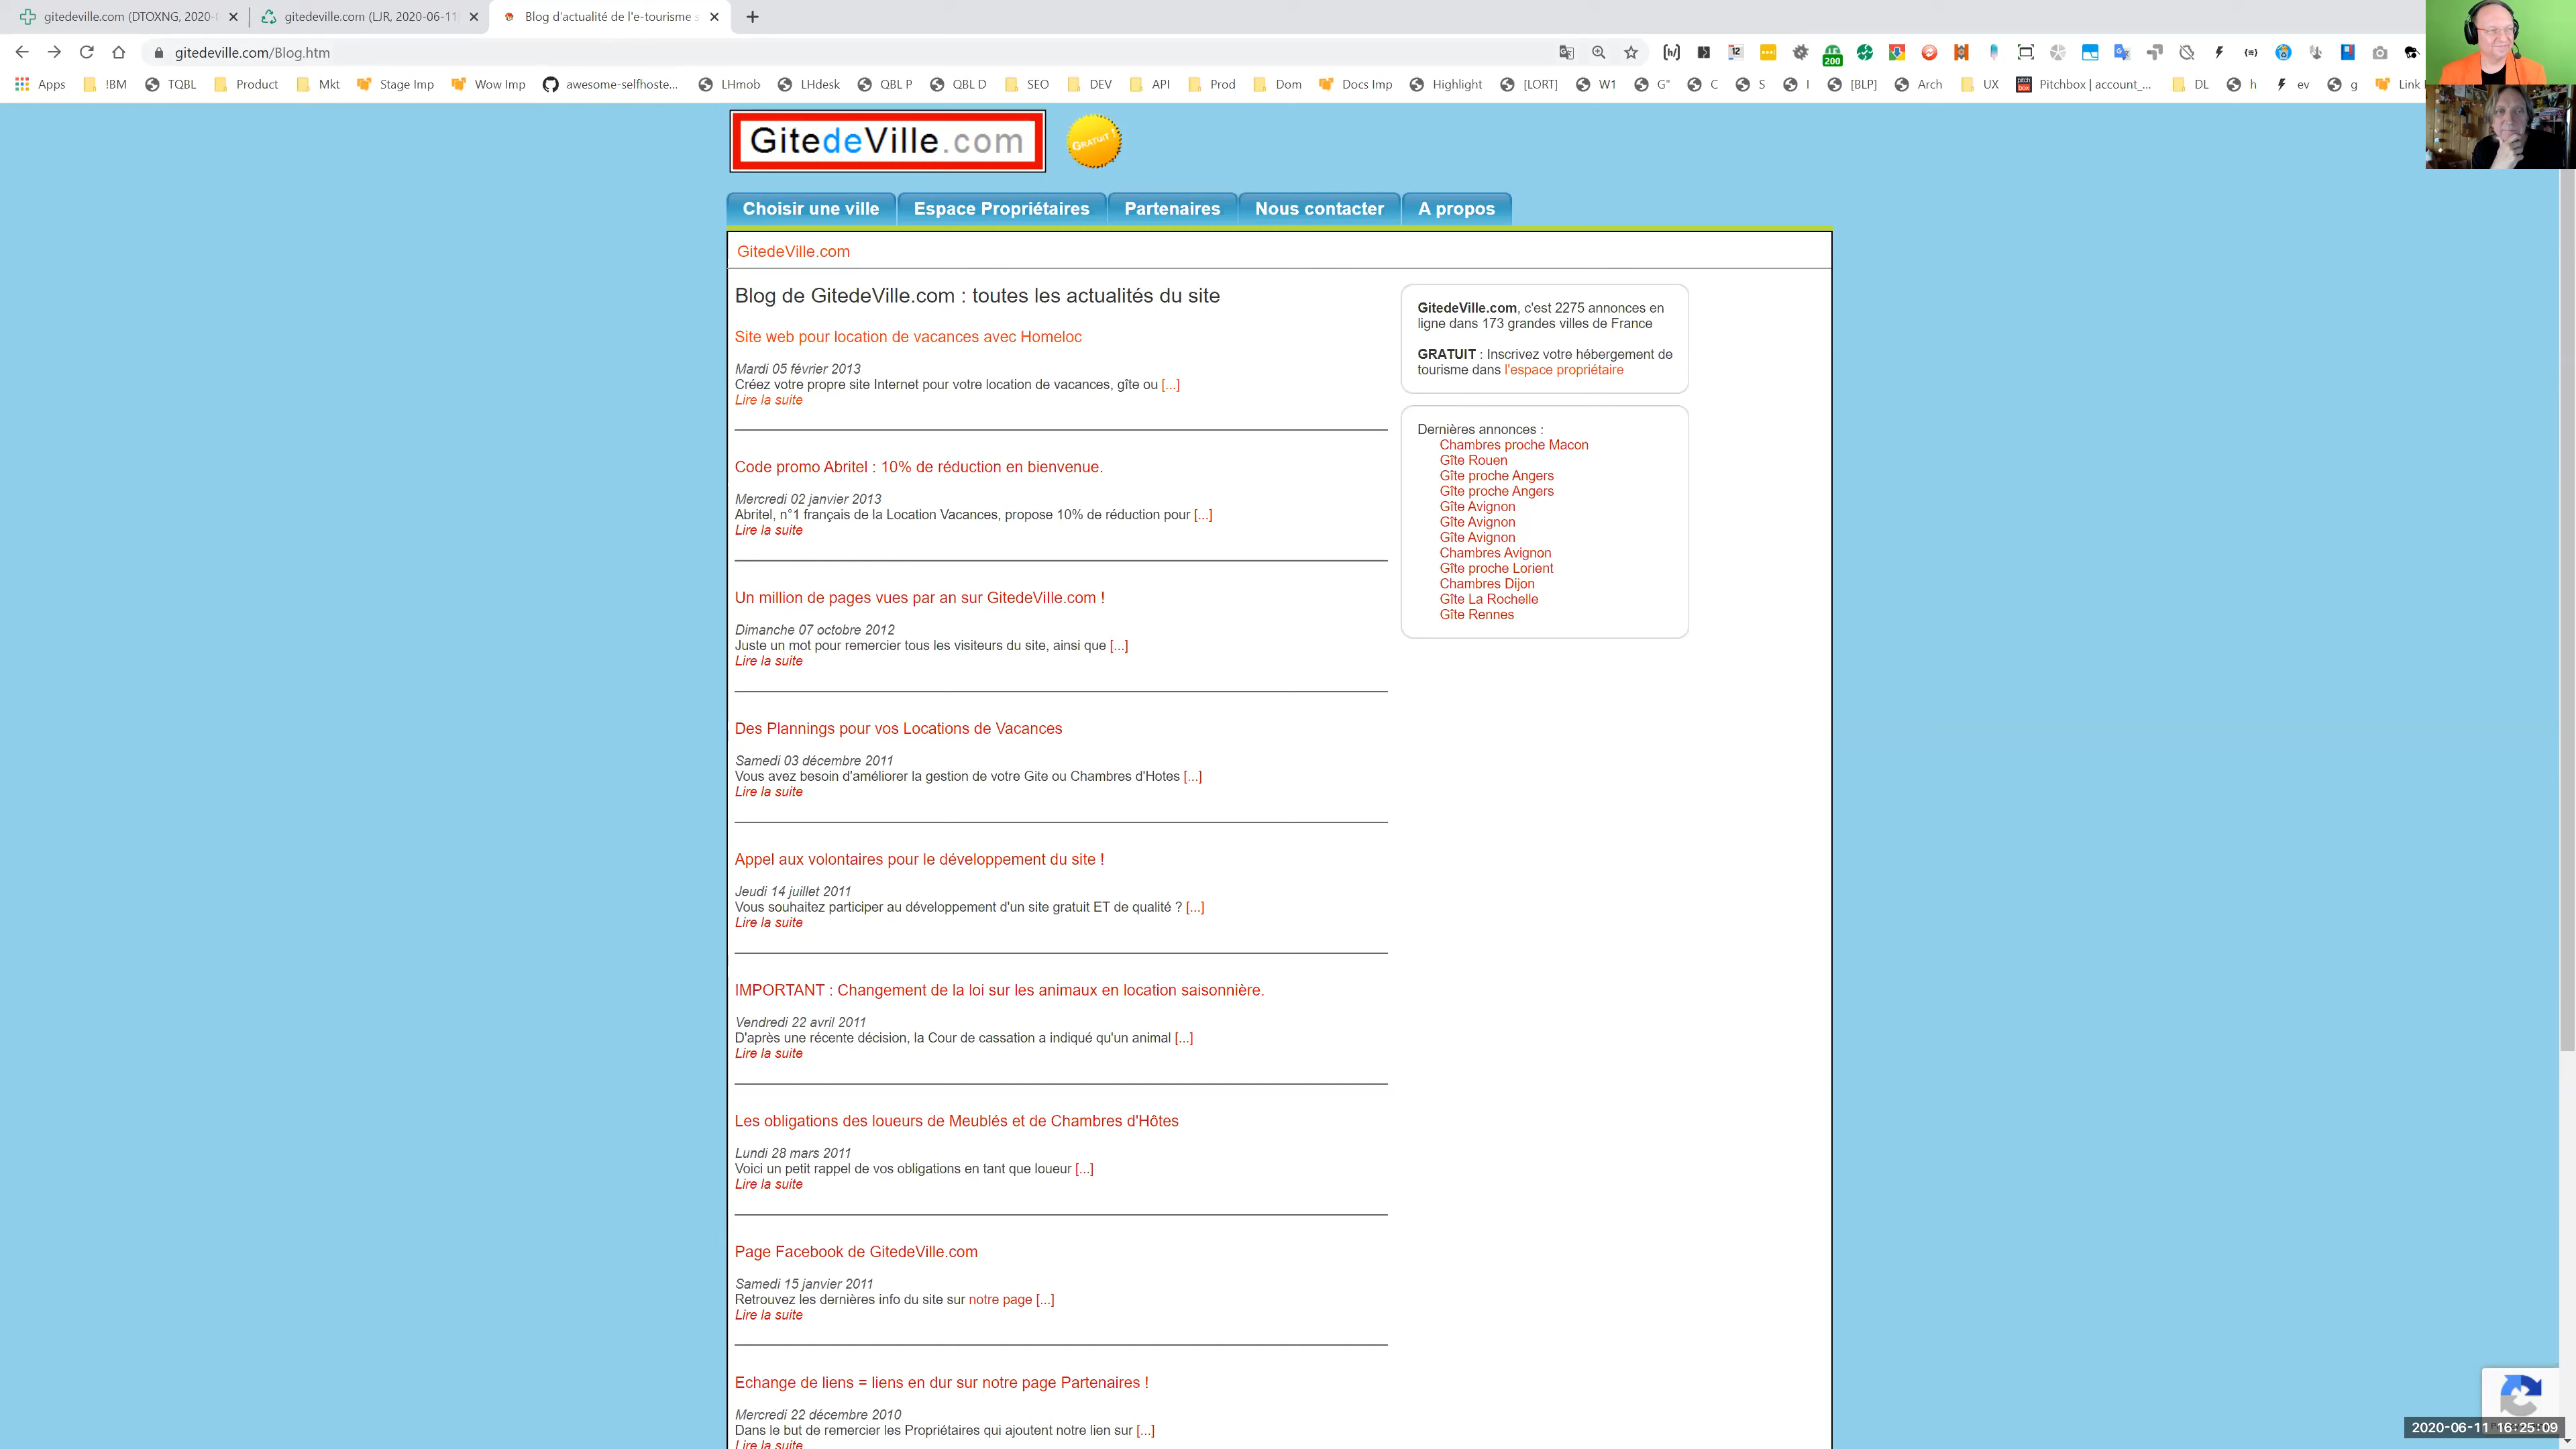 gitedeville.com (DTOXNG, 2020-
gitedeville.com (LJR, 2020-06-11
Blog d'actualité de l'e-tourisme s
gitedeville.com/Blog.htm
12
200
Apps
!BM
TQBL
Product
Mkt
Stage Imp
Wow Imp
awesome-selfhoste...
LHmob
LHdesk
QBL P
QBL D
SEO
DEV
API
Prod
Dom
Docs Imp
Highlight
[LORT]
W1
G"
C
S
I
[BLP]
Arch
UX
Pitchbox | account_...
DL
h
ev
g
Link
GitedeVille.com
GRATUIT !
Choisir une ville
Espace Propriétaires
Partenaires
Nous contacter
A propos
GitedeVille.com
Blog de GitedeVille.com : toutes les actualités du site
Site web pour location de vacances avec Homeloc
Mardi 05 février 2013
Créez votre propre site Internet pour votre location de vacances, gîte ou [...]
Lire la suite
Code promo Abritel : 10% de réduction en bienvenue.
Mercredi 02 janvier 2013
Abritel, n°1 français de la Location Vacances, propose 10% de réduction pour [...]
Lire la suite
Un million de pages vues par an sur GitedeVille.com !
Dimanche 07 octobre 2012
Juste un mot pour remercier tous les visiteurs du site, ainsi que [...]
Lire la suite
Des Plannings pour vos Locations de Vacances
Samedi 03 décembre 2011
Vous avez besoin d'améliorer la gestion de votre Gite ou Chambres d'Hotes [...]
Lire la suite
Appel aux volontaires pour le développement du site !
Jeudi 14 juillet 2011
Vous souhaitez participer au développement d'un site gratuit ET de qualité ? [...]
Lire la suite
IMPORTANT : Changement de la loi sur les animaux en location saisonnière.
Vendredi 22 avril 2011
D'après une récente décision, la Cour de cassation a indiqué qu'un animal [...]
Lire la suite
Les obligations des loueurs de Meublés et de Chambres d'Hôtes
Lundi 28 mars 2011
Voici un petit rappel de vos obligations en tant que loueur [...]
Lire la suite
Page Facebook de GitedeVille.com
Samedi 15 janvier 2011
Retrouvez les dernières info du site sur notre page [...]
Lire la suite
Echange de liens = liens en dur sur notre page Partenaires !
Mercredi 22 décembre 2010
Dans le but de remercier les Propriétaires qui ajoutent notre lien sur [...]
Lire la suite
GitedeVille.com, c'est 2275 annonces en
ligne dans 173 grandes villes de France
GRATUIT : Inscrivez votre hébergement de
tourisme dans l'espace propriétaire
Dernières annonces :
Chambres proche Macon
Gîte Rouen
Gîte proche Angers
Gîte proche Angers
Gîte Avignon
Gîte Avignon
Gîte Avignon
Chambres Avignon
Gîte proche Lorient
Chambres Dijon
Gîte La Rochelle
Gîte Rennes
2020-06-11 16:25:09